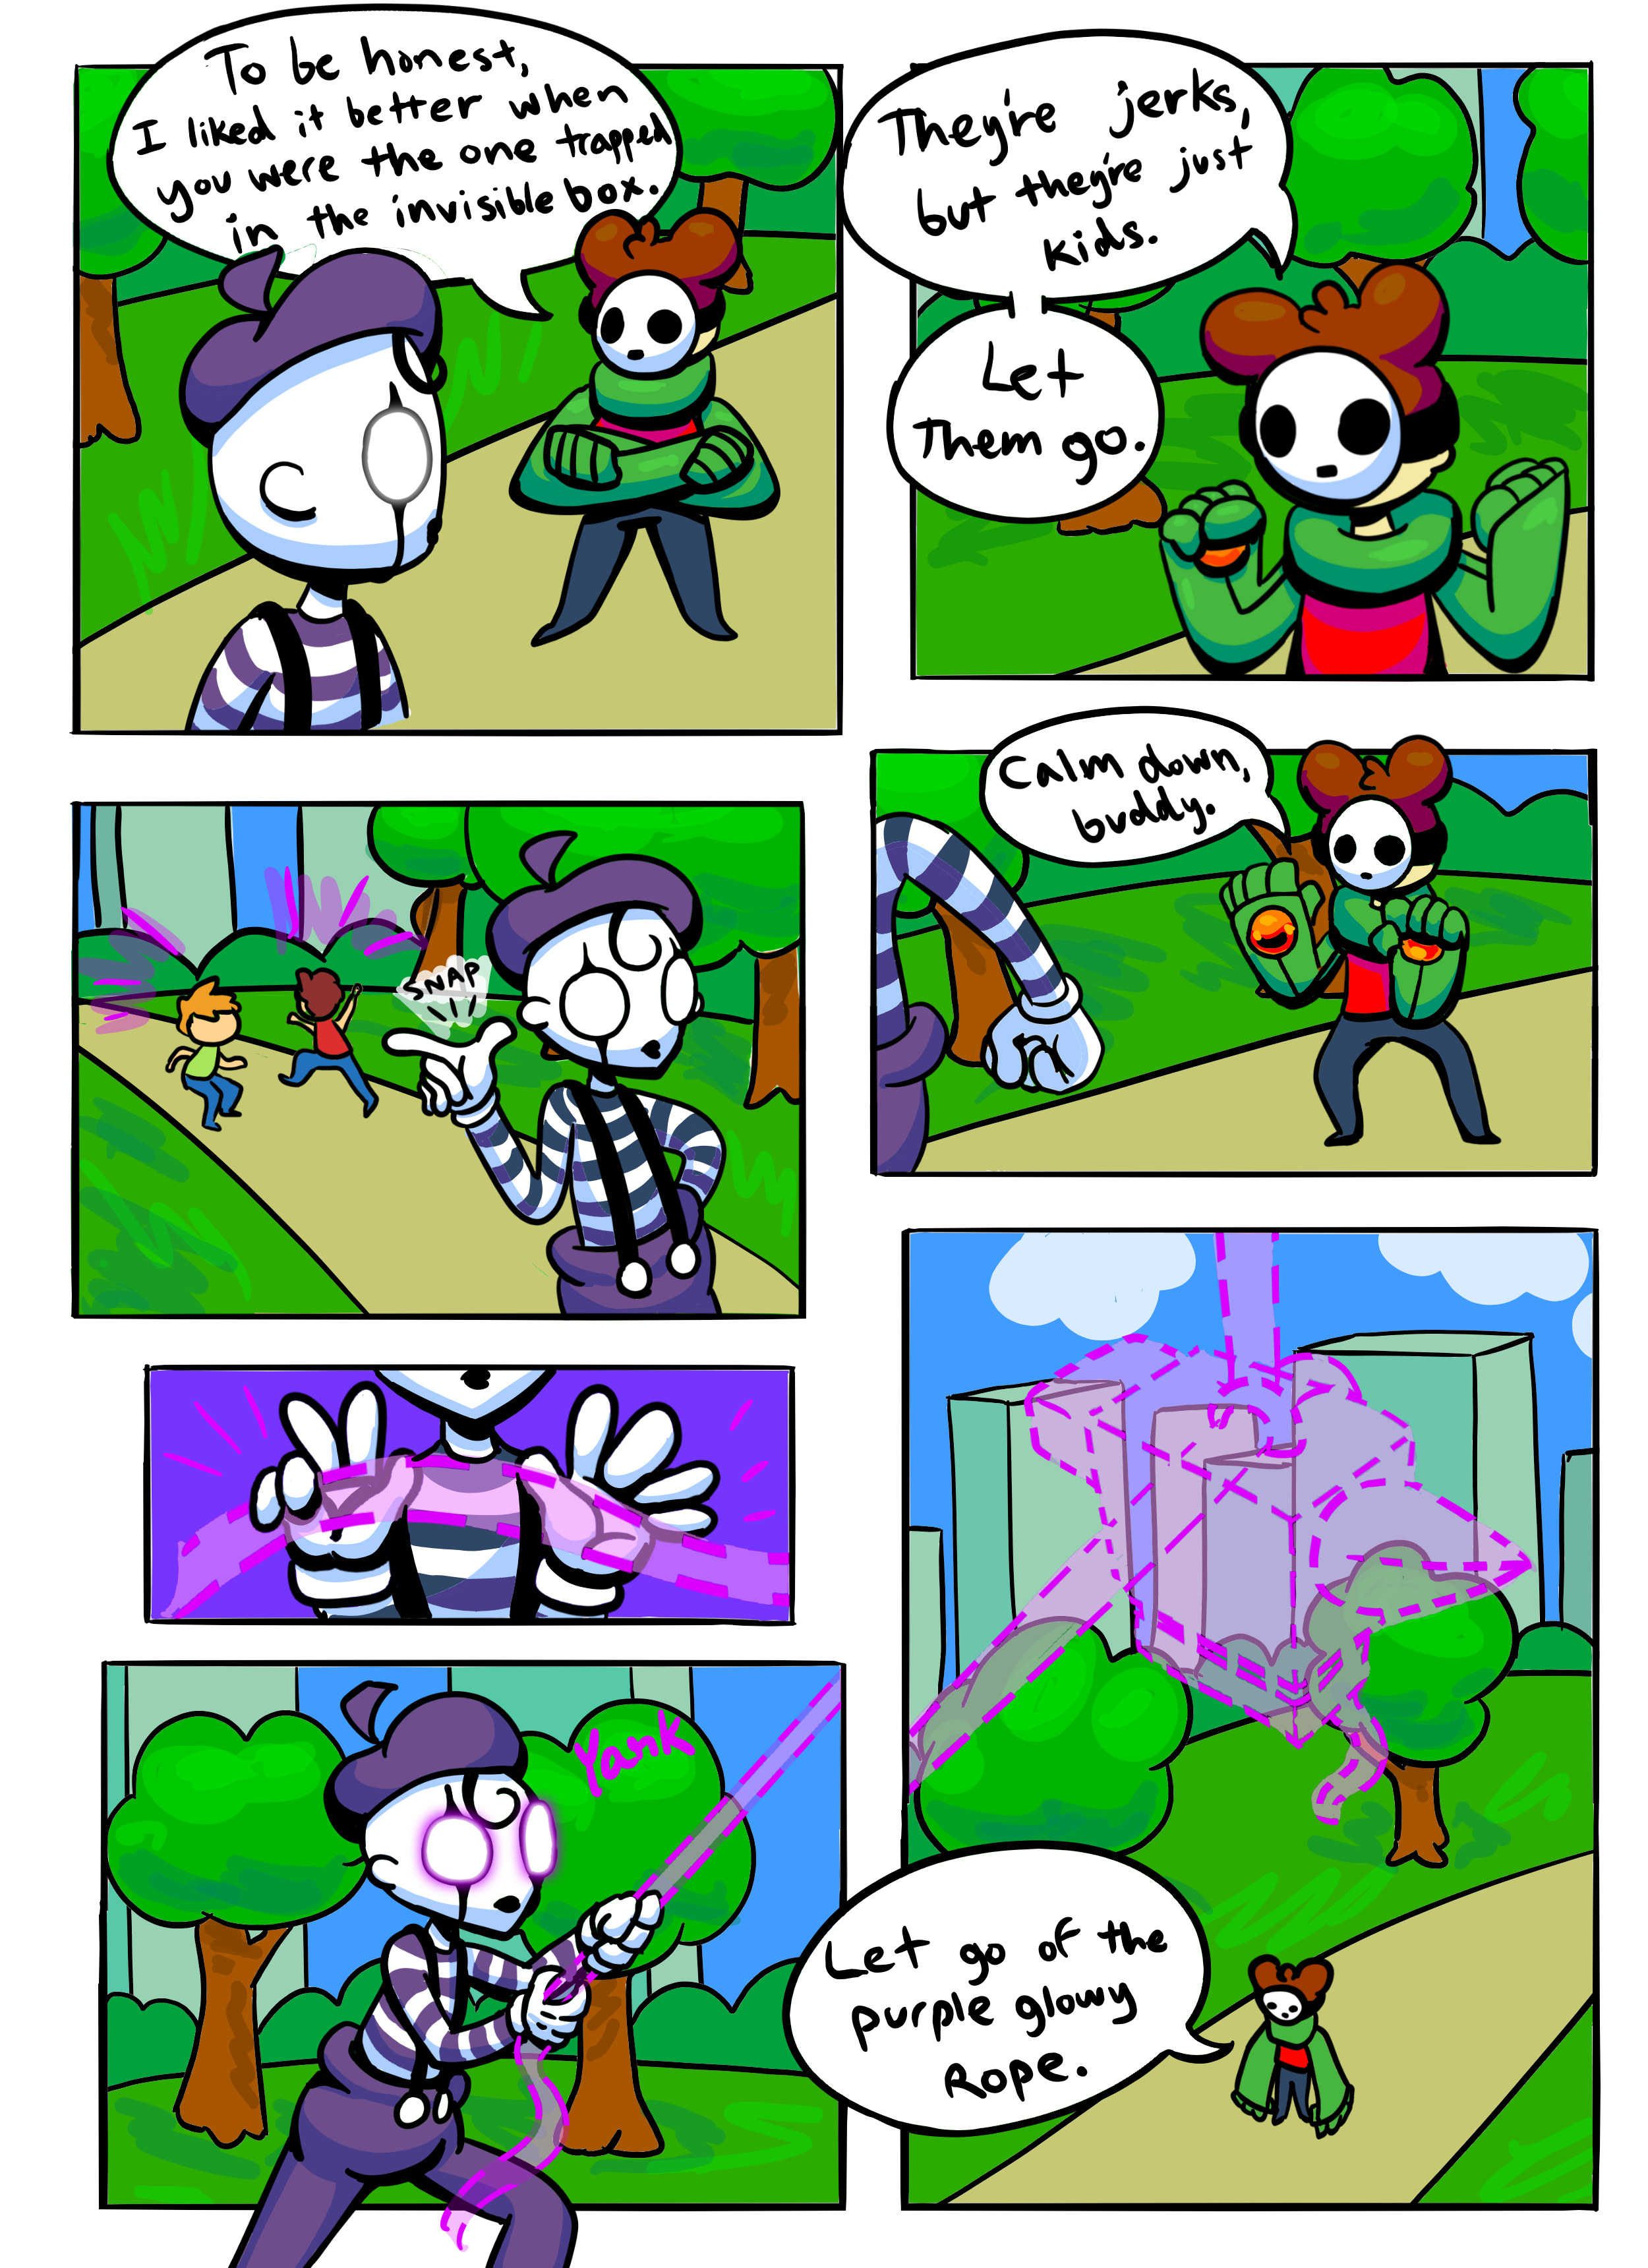 To be honest,
I liked it better when
you were the one trapped
in the invisible box.
They're jerks,
but they're just
kids.
Let
Them go.
SNAP
Calm down,
buddy.
Yank
Let go of the
purple glowy
Rope.